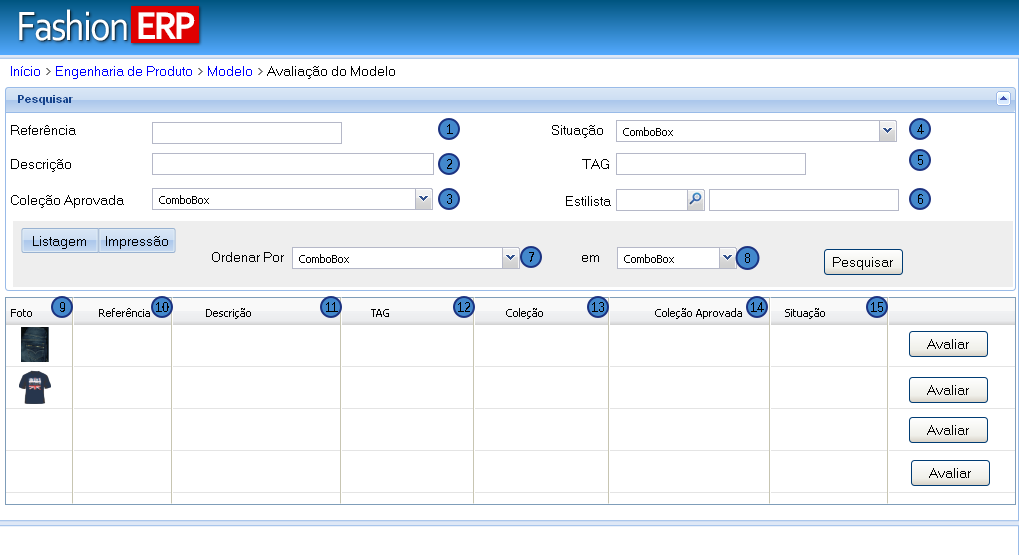 Fashion ERP
Início > Engenharia de Produto > Modelo > Avaliação do Modelo
Pesquisar
Referência 1 Situação ComboBox 4
Descrição 2 TAG 5
Coleção Aprovada ComboBox 3 Estilista 6
Listagem Impressão
Ordenar Por ComboBox 7 em ComboBox 8 Pesquisar
Foto 9 Referência 10 Descrição 11 TAG 12 Coleção 13 Coleção Aprovada 14 Situação 15
Avaliar
Avaliar
Avaliar
Avaliar